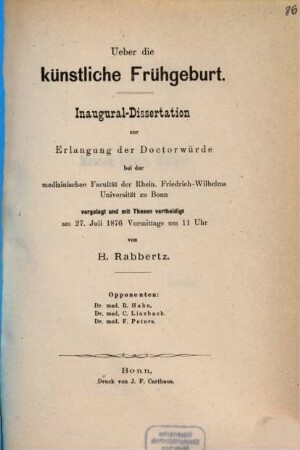 86
Ueber die
künstliche Frühgeburt.
Inaugural-Dissertation
zur
Erlangung der Doctorwürde
bei der
medizinischen Facultät der Rhein. Friedrich-Wilhelms
Universität zu Bonn
vorgelegt und mit Thesen vertheidigt
am 27. Juli 1876 Vormittags um 11 Uhr
von
H. Rabbertz.
Opponenten:
Dr. med. R. Hahn.
Dr. med. C. Linzbach.
Dr. med. F. Peters.
Bonn,
Druck von J. F. Carthaus.